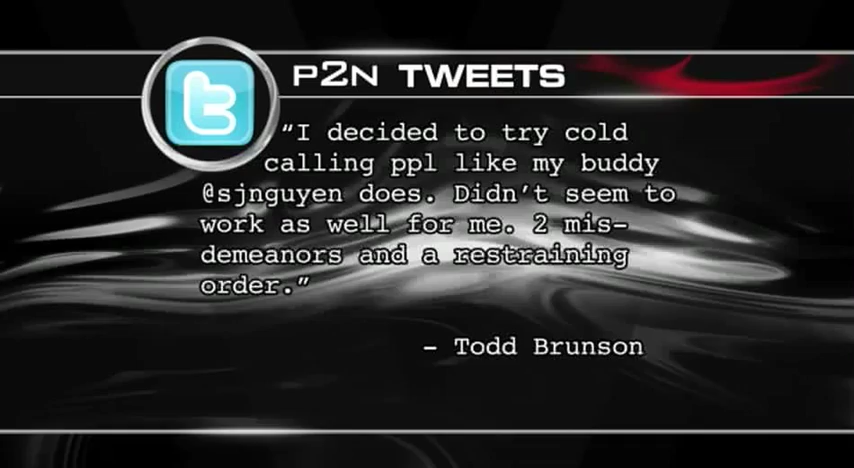 P2N TWEETS
“I decided to try cold
calling ppl like my buddy
@sjnguyen does. Didn’t seem to
work as well for me. 2 mis-
demeanors and a restraining
order.”
– Todd Brunson